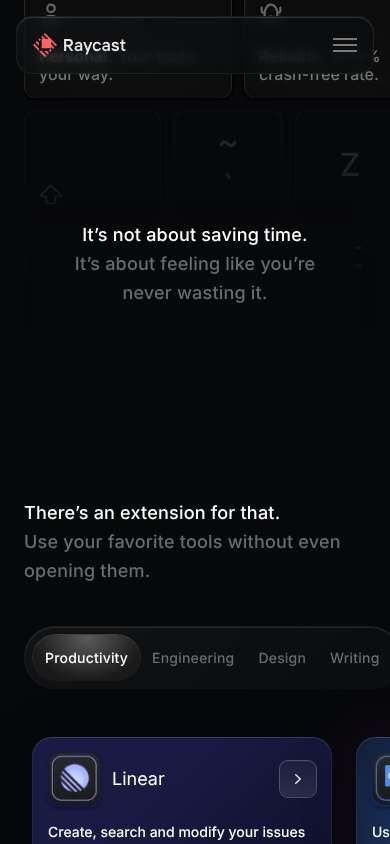 Raycast
your way.
crash-free rate.
%
~
`
Z
It’s not about saving time.
It’s about feeling like you’re
never wasting it.
There’s an extension for that.
Use your favorite tools without even
opening them.
Productivity
Engineering
Design
Writing
Linear
Create, search and modify your issues
Us